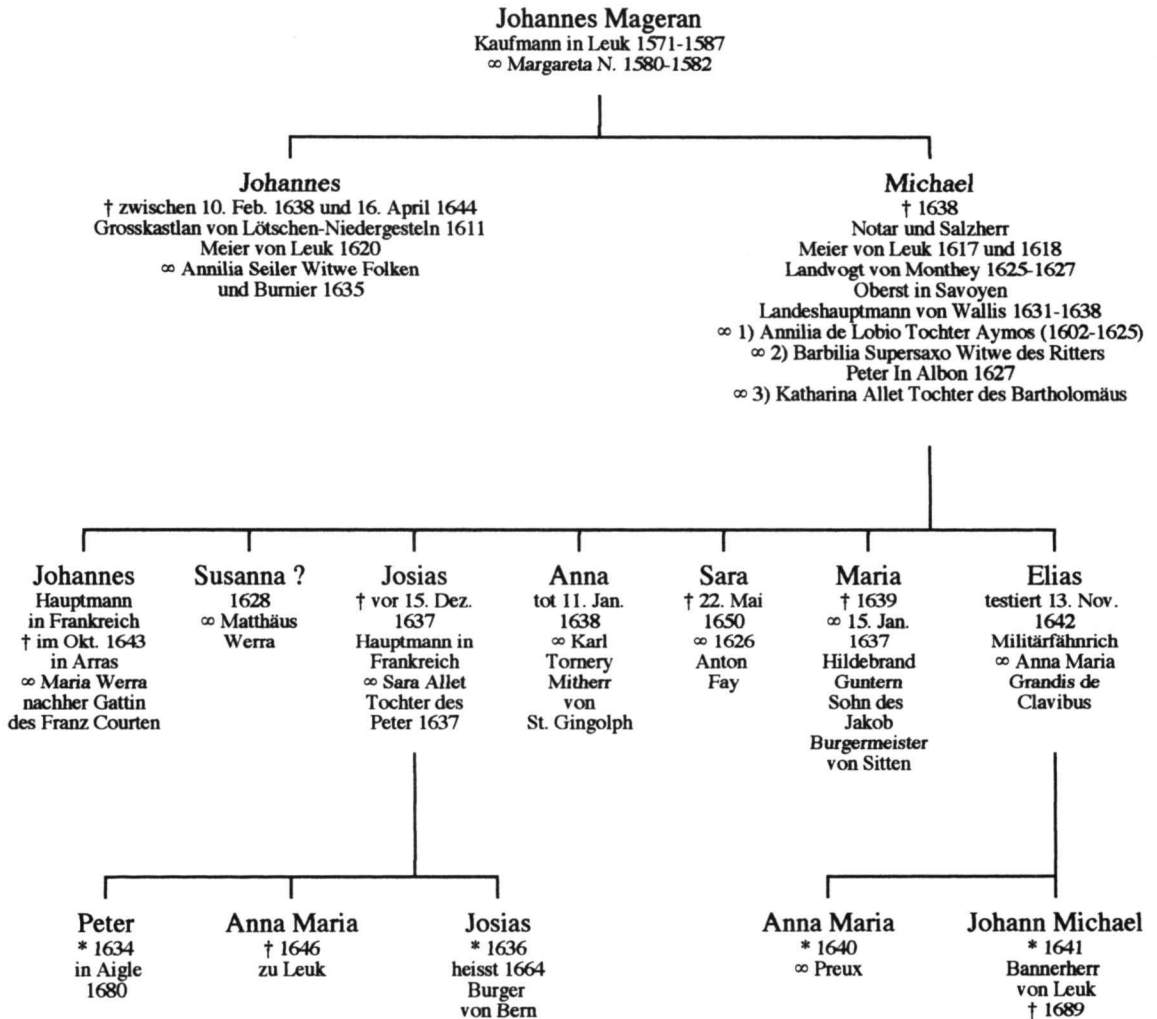 Johannes Mageran
Kaufmann in Leuk 1571-1587
∞ Margareta N. 1580-1582
Johannes
† zwischen 10. Feb. 1638 und 16. April 1644
Grosskastlan von Lötschen-Niedergesteln 1611
Meier von Leuk 1620
∞ Annilia Seiler Witwe Folken
und Burnier 1635
Michael
† 1638
Notar und Salzherr
Meier von Leuk 1617 und 1618
Landvogt von Monthey 1625-1627
Oberst in Savoyen
Landeshauptmann von Wallis 1631-1638
∞ 1) Annilia de Lobio Tochter Aymos (1602-1625)
∞ 2) Barbilia Supersaxo Witwe des Ritters
Peter In Albon 1627
∞ 3) Katharina Allet Tochter des Bartholomäus
Johannes
Hauptmann
in Frankreich
† im Okt. 1643
in Arras
∞ Maria Werra
nachher Gattin
des Franz Courten
Susanna ?
1628
∞ Matthäus
Werra
Josias
† vor 15. Dez.
1637
Hauptmann in
Frankreich
∞ Sara Allet
Tochter des
Peter 1637
Anna
tot 11. Jan.
1638
∞ Karl
Tornery
Mitherr
von
St. Gingolph
Sara
† 22. Mai
1650
∞ 1626
Anton
Fay
Maria
† 1639
∞ 15. Jan.
1637
Hildebrand
Guntern
Sohn des
Jakob
Burgermeister
von Sitten
Elias
testiert 13. Nov.
1642
Militärfähnrich
∞ Anna Maria
Grandis de
Clavibus
Peter
* 1634
in Aigle
1680
Anna Maria
† 1646
zu Leuk
Josias
* 1636
heisst 1664
Burger
von Bern
Anna Maria
* 1640
∞ Preux
Johann Michael
* 1641
Bannerherr
von Leuk
† 1689